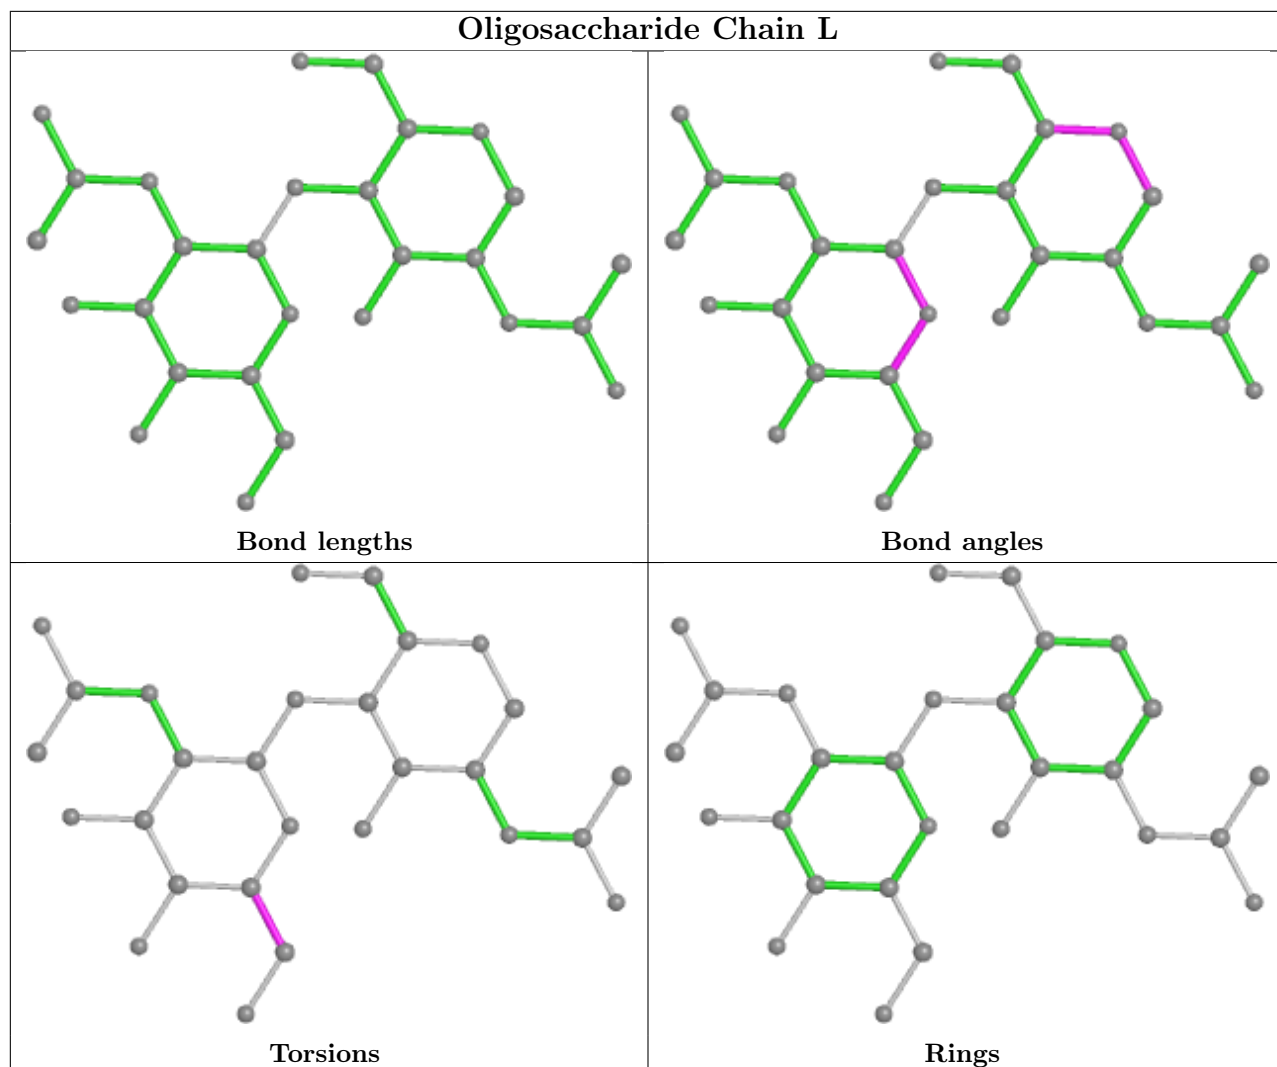 Oligosaccharide Chain L
Bond lengths
Bond angles
Torsions
Rings